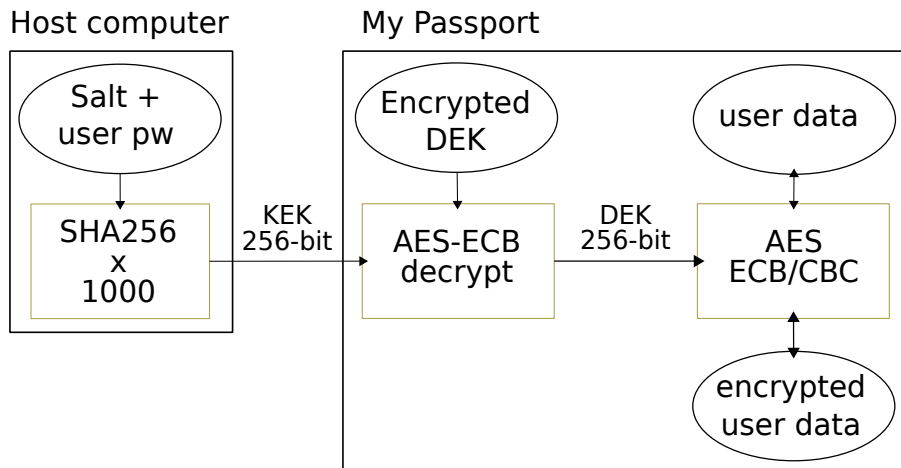 Host computer
My Passport
Salt +
user pw
SHA256
x
1000
KEK
256-bit
Encrypted
DEK
AES-ECB
decrypt
DEK
256-bit
user data
AES
ECB/CBC
encrypted
user data